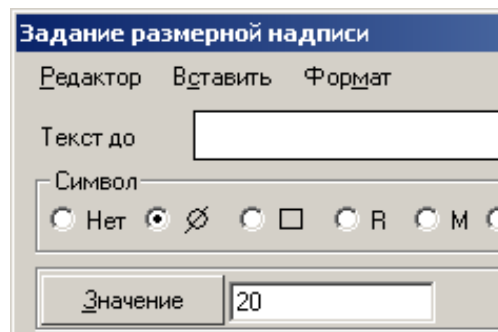 Задание размерной надписи
Редактор Вставить Формат
Текст до
Символ
Нет ∅ □ R M
Значение 20